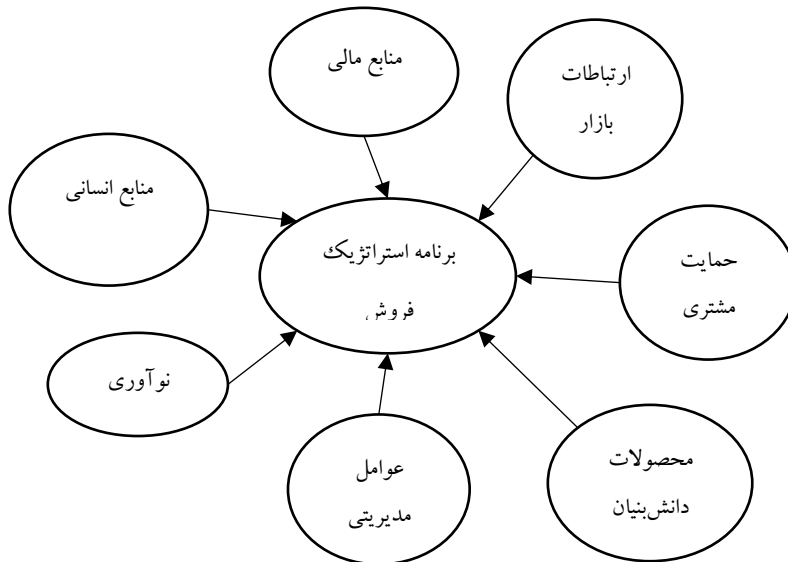 منابع مالی
ارتباطات
بازار
منابع انسانی
برنامه استراتژیک
فروش
حمایت
مشتری
نوآوری
عوامل
مدیریتی
محصولات
دانش‌بنیان